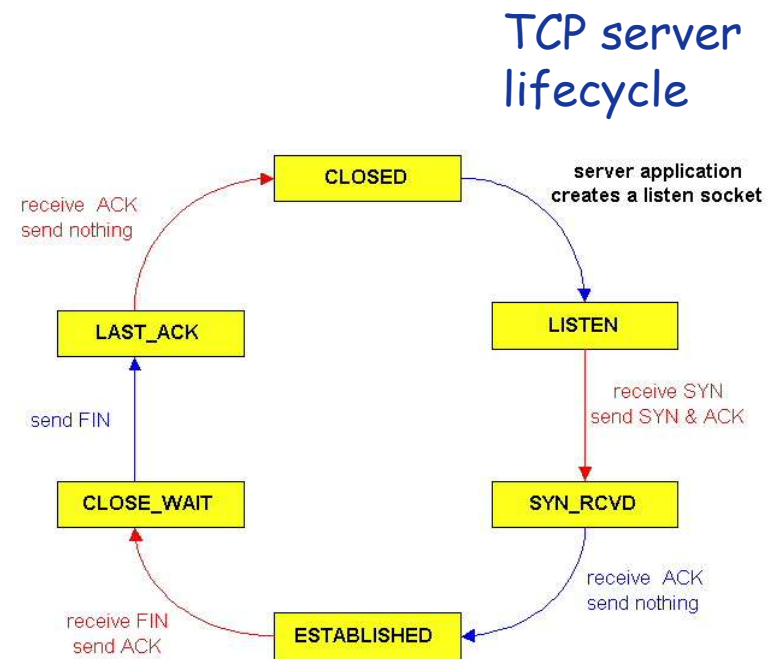 TCP server
lifecycle
CLOSED
server application
creates a listen socket
receive ACK
send nothing
LAST_ACK
LISTEN
receive SYN
send SYN & ACK
send FIN
CLOSE_WAIT
SYN_RCVD
receive ACK
send nothing
receive FIN
send ACK
ESTABLISHED